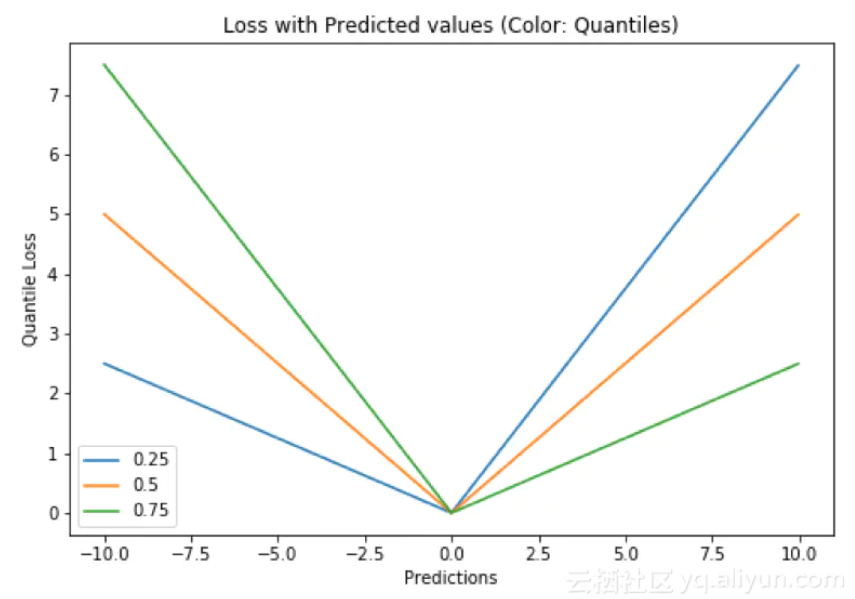 Loss with Predicted values (Color: Quantiles)
Quantile Loss
7
6
5
4
3
2
1
0
0.25
0.5
0.75
−10.0 −7.5 −5.0 −2.5 0.0 2.5 5.0 7.5 10.0
Predictions
云栖社区 yq.aliyun.com